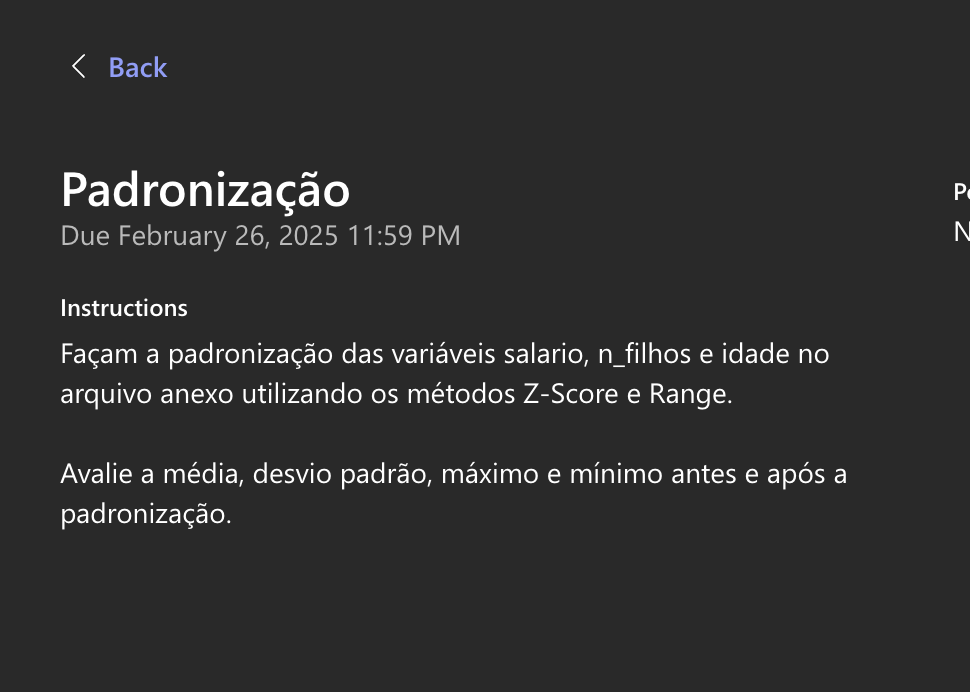 Back
Padronização
Due February 26, 2025 11:59 PM
Instructions
Façam a padronização das variáveis salario, n_filhos e idade no
arquivo anexo utilizando os métodos Z-Score e Range.
Avalie a média, desvio padrão, máximo e mínimo antes e após a
padronização.